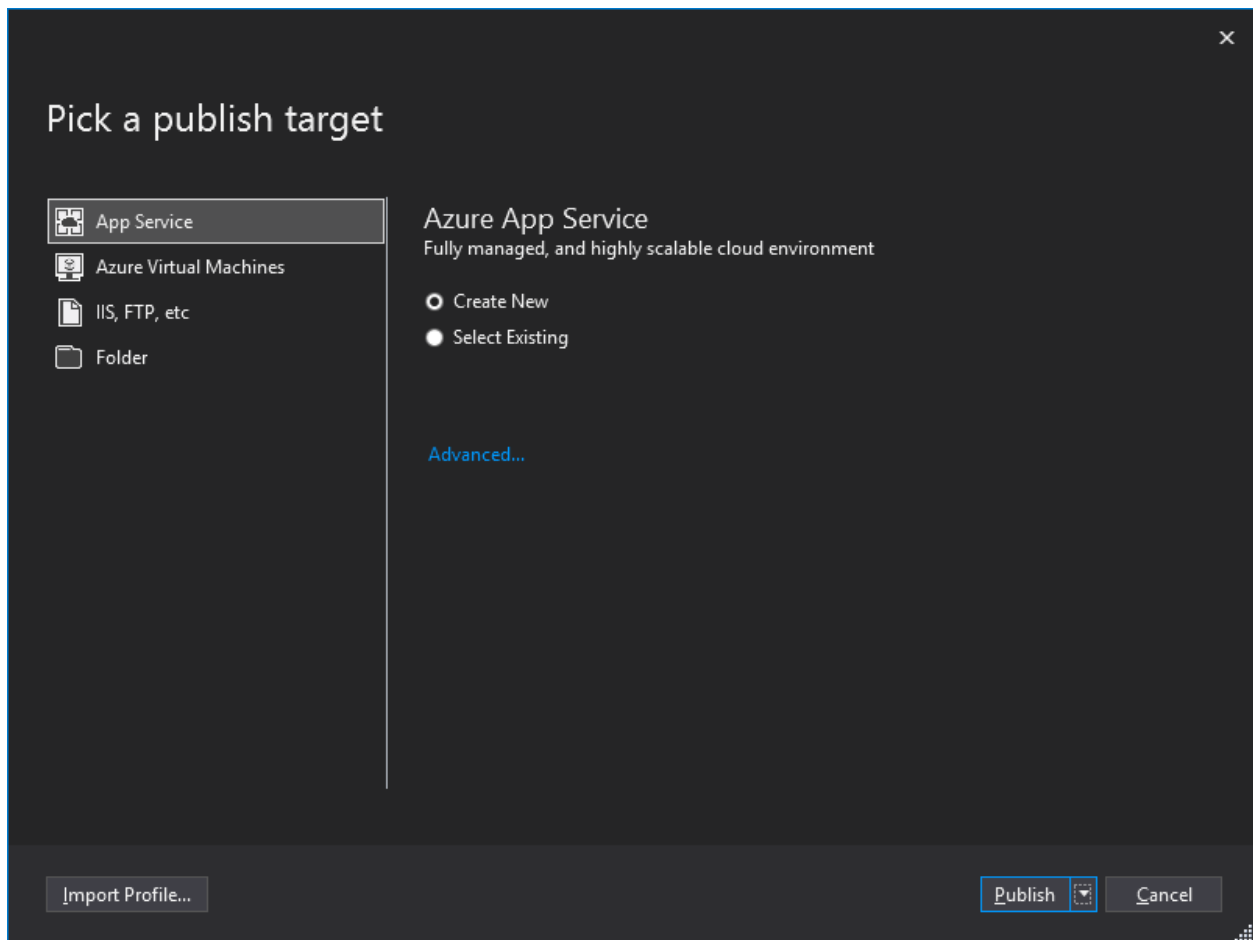 Pick a publish target
App Service
Azure Virtual Machines
IIS, FTP, etc
Folder
Azure App Service
Fully managed, and highly scalable cloud environment
Create New
Select Existing
Advanced...
Import Profile...
Publish
Cancel